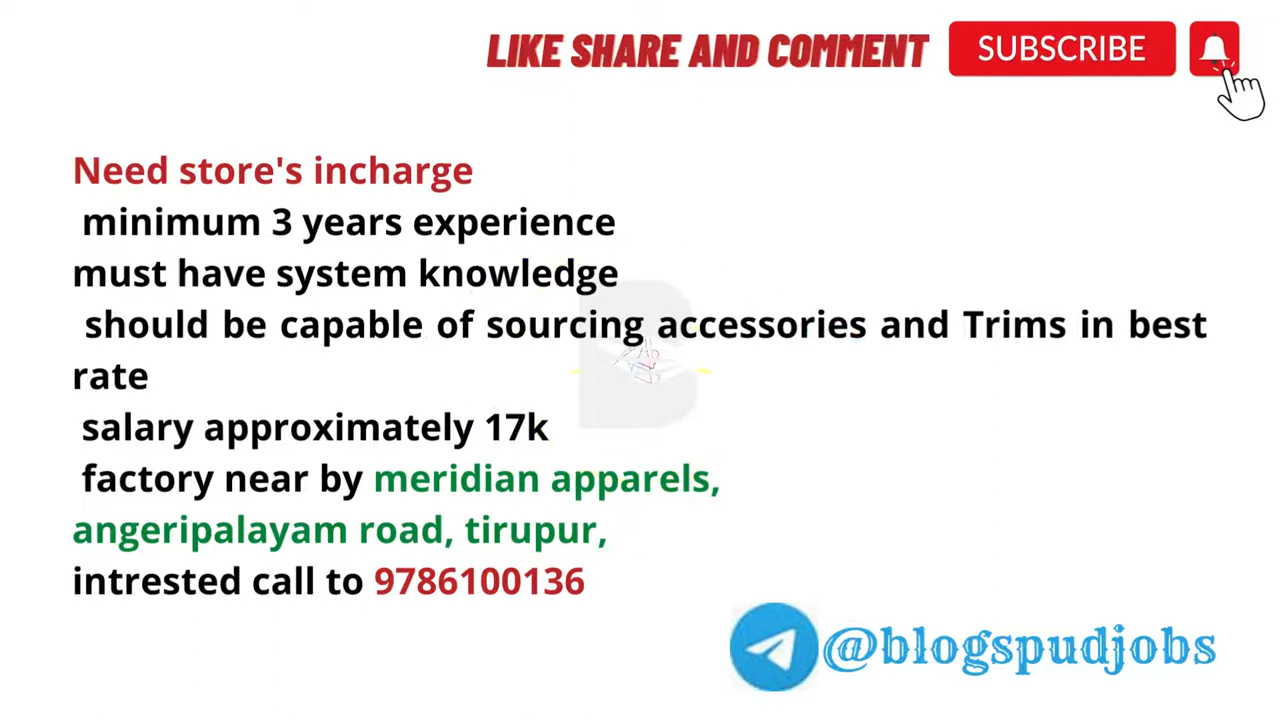 LIKE SHARE AND COMMENT SUBSCRIBE
Need store's incharge
minimum 3 years experience
must have system knowledge
should be capable of sourcing accessories and Trims in best
rate
salary approximately 17k
factory near by meridian apparels,
angeripalayam road, tirupur,
intrested call to 9786100136
@blogspudjobs